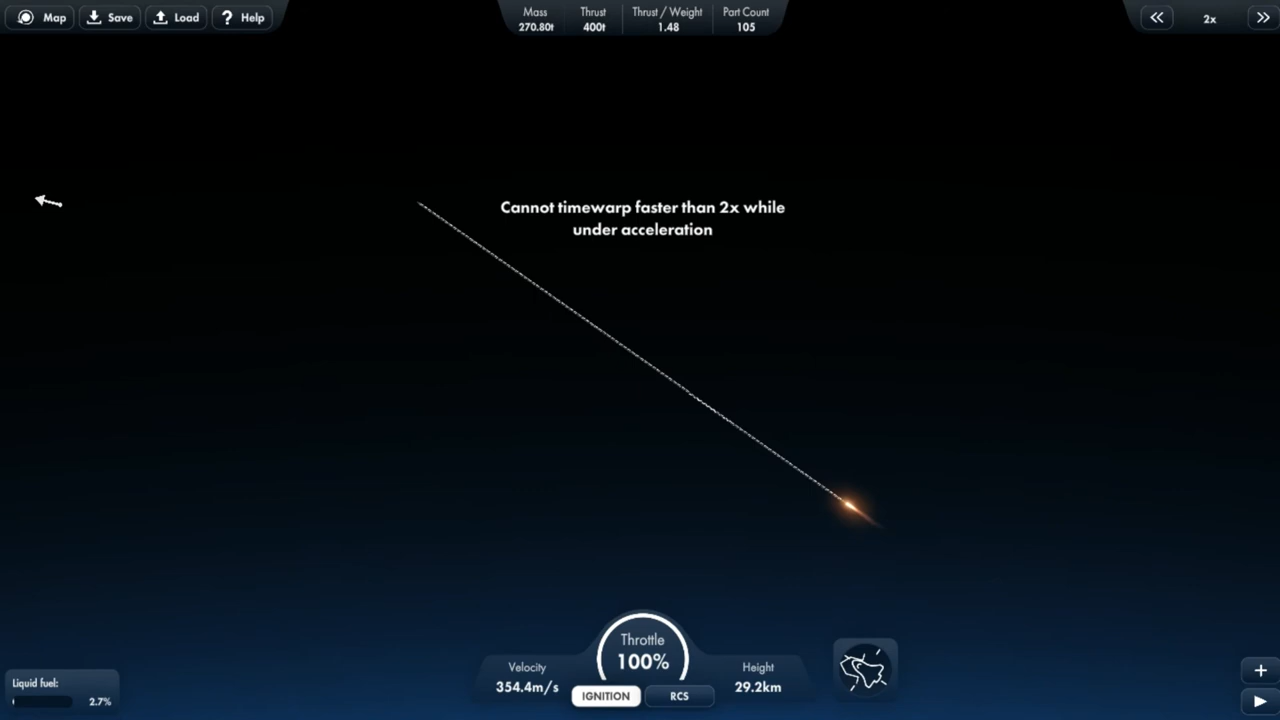 Map
Save
Load
Help
Mass
270.80t
Thrust
400t
Thrust / Weight
1.48
Part Count
105
2x
Cannot timewarp faster than 2x while
under acceleration
Throttle
100%
Velocity
354.4m/s
Height
29.2km
IGNITION
RCS
Liquid fuel:
2.7%